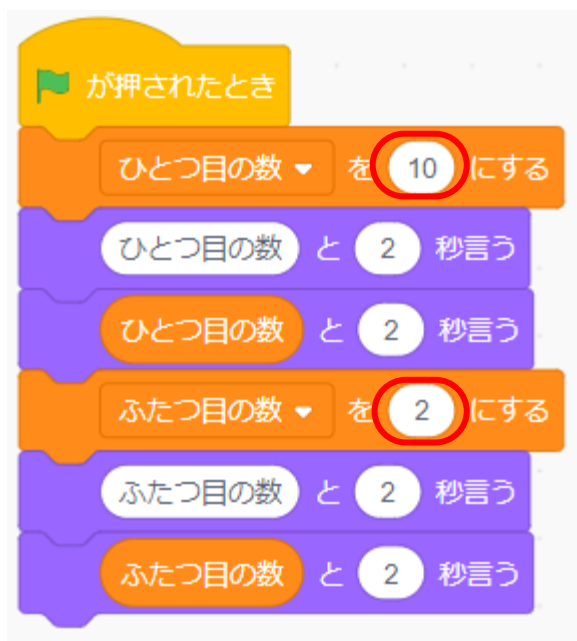 が押されたとき
ひとつ目の数 を 10 にする
ひとつ目の数 と 2 秒言う
ひとつ目の数 と 2 秒言う
ふたつ目の数 を 2 にする
ふたつ目の数 と 2 秒言う
ふたつ目の数 と 2 秒言う